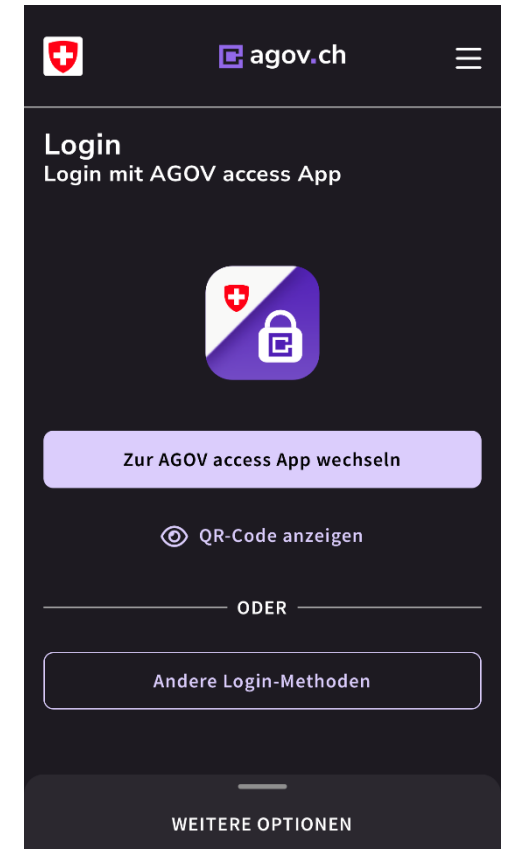 agov.ch
Login
Login mit AGOV access App
Zur AGOV access App wechseln
QR-Code anzeigen
ODER
Andere Login-Methoden
WEITERE OPTIONEN